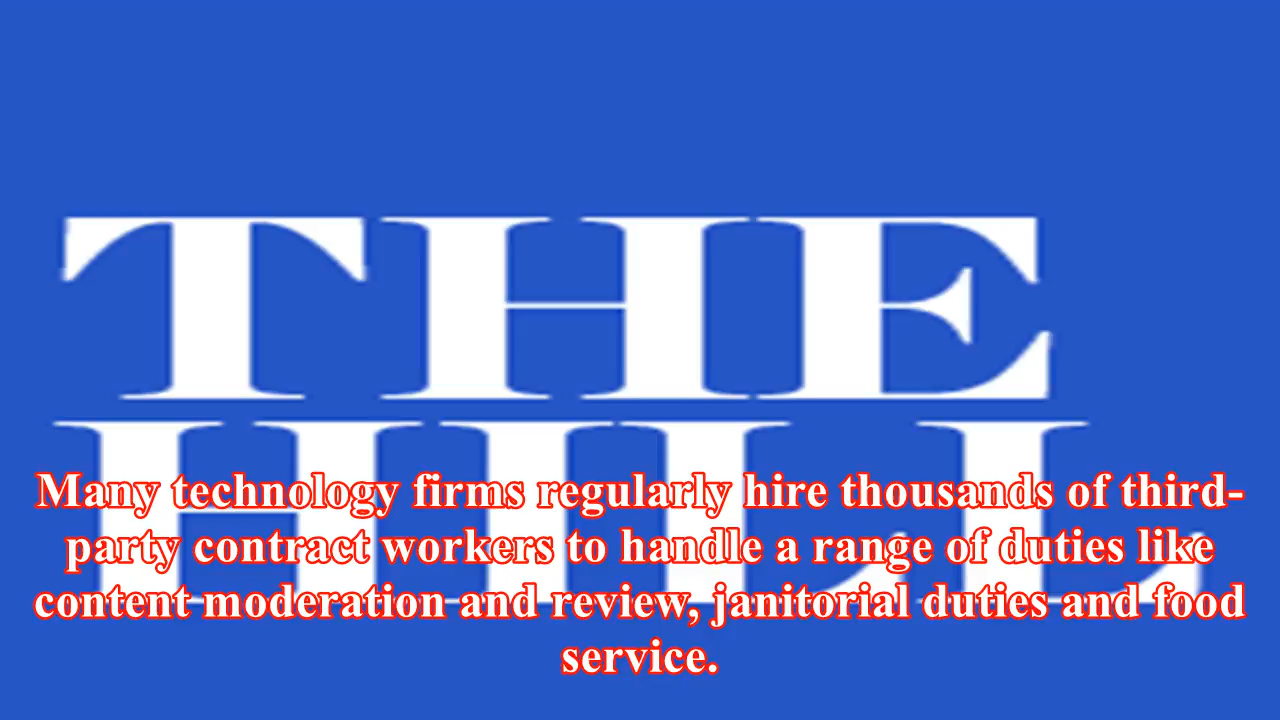 THE
HILL
Many technology firms regularly hire thousands of third-
party contract workers to handle a range of duties like
content moderation and review, janitorial duties and food
service.